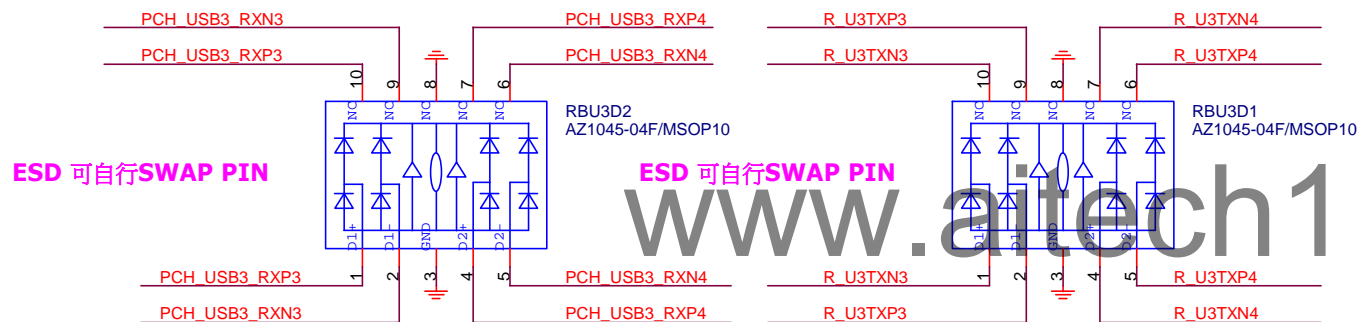 PCH_USB3_RXN3
PCH_USB3_RXP4
R_U3TXP3
R_U3TXN4
PCH_USB3_RXP3
PCH_USB3_RXN4
R_U3TXN3
R_U3TXP4
10 9 8 7 6
10 9 8 7 6
NC NC NC NC NC
NC NC NC NC NC
RBU3D2
AZ1045-04F/MSOP10
RBU3D1
AZ1045-04F/MSOP10
ESD 可自行SWAP PIN
ESD 可自行SWAP PIN
www.aitech1
D1+ D1- GND D2+ D2-
D1+ D1- GND D2+ D2-
1 2 3 4 5
1 2 3 4 5
PCH_USB3_RXP3
PCH_USB3_RXN4
R_U3TXN3
R_U3TXP4
PCH_USB3_RXN3
PCH_USB3_RXP4
R_U3TXP3
R_U3TXN4